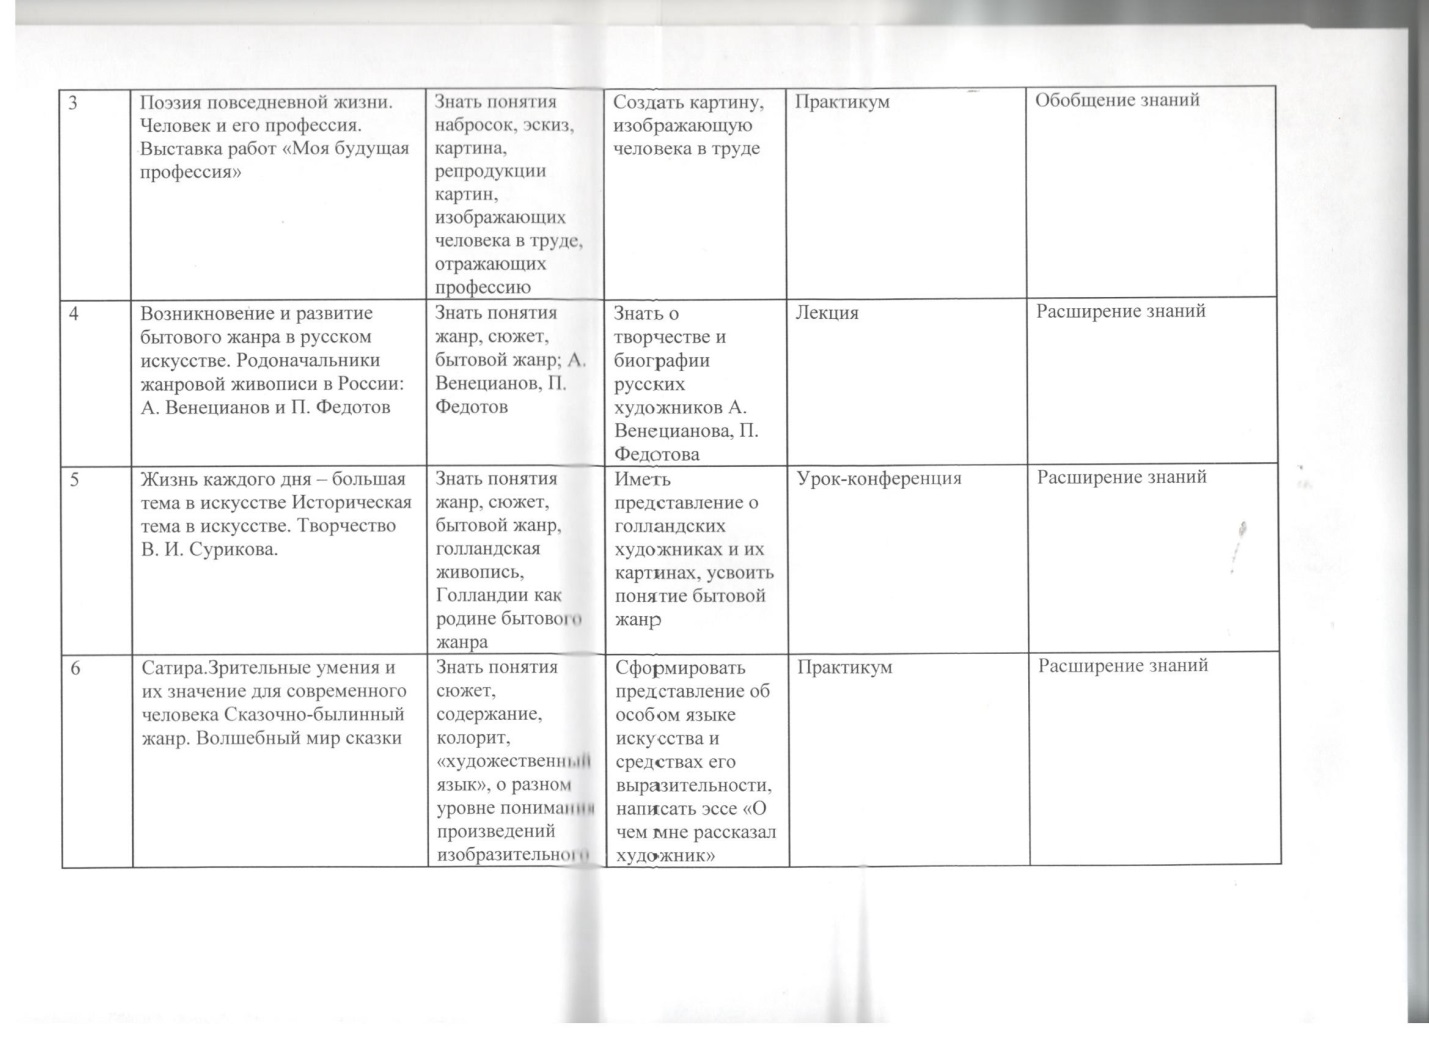 3
Поэзия повседневной жизни.
Человек и его профессия.
Выставка работ «Моя будущая
профессия»
Знать понятия
набросок, эскиз,
картина,
репродукции
картин,
изображающих
человека в труде,
отражающих
профессию
Создать картину,
изображающую
человека в труде
Практикум
Обобщение знаний
4
Возникновение и развитие
бытового жанра в русском
искусстве. Родоначальники
жанровой живописи в России:
А. Венецианов и П. Федотов
Знать понятия
жанр, сюжет,
бытовой жанр; А.
Венецианов, П.
Федотов
Знать о
творчестве и
биографии
русских
художников А.
Венецианова, П.
Федотова
Лекция
Расширение знаний
5
Жизнь каждого дня – большая
тема в искусстве Историческая
тема в искусстве. Творчество
В. И. Сурикова.
Знать понятия
жанр, сюжет,
бытовой жанр,
голландская
живопись,
Голландии как
родине бытового
жанра
Иметь
представление о
голландских
художниках и их
картинах, усвоить
понятие бытовой
жанр
Урок-конференция
Расширение знаний
6
Сатира.Зрительные умения и
их значение для современного
человека Сказочно-былинный
жанр. Волшебный мир сказки
Знать понятия
сюжет,
содержание,
колорит,
«художественный
язык», о разном
уровне понимания
произведений
изобразительного
Сформировать
представление об
особом языке
искусства и
средствах его
выразительности,
написать эссе «О
чем мне рассказал
художник»
Практикум
Расширение знаний